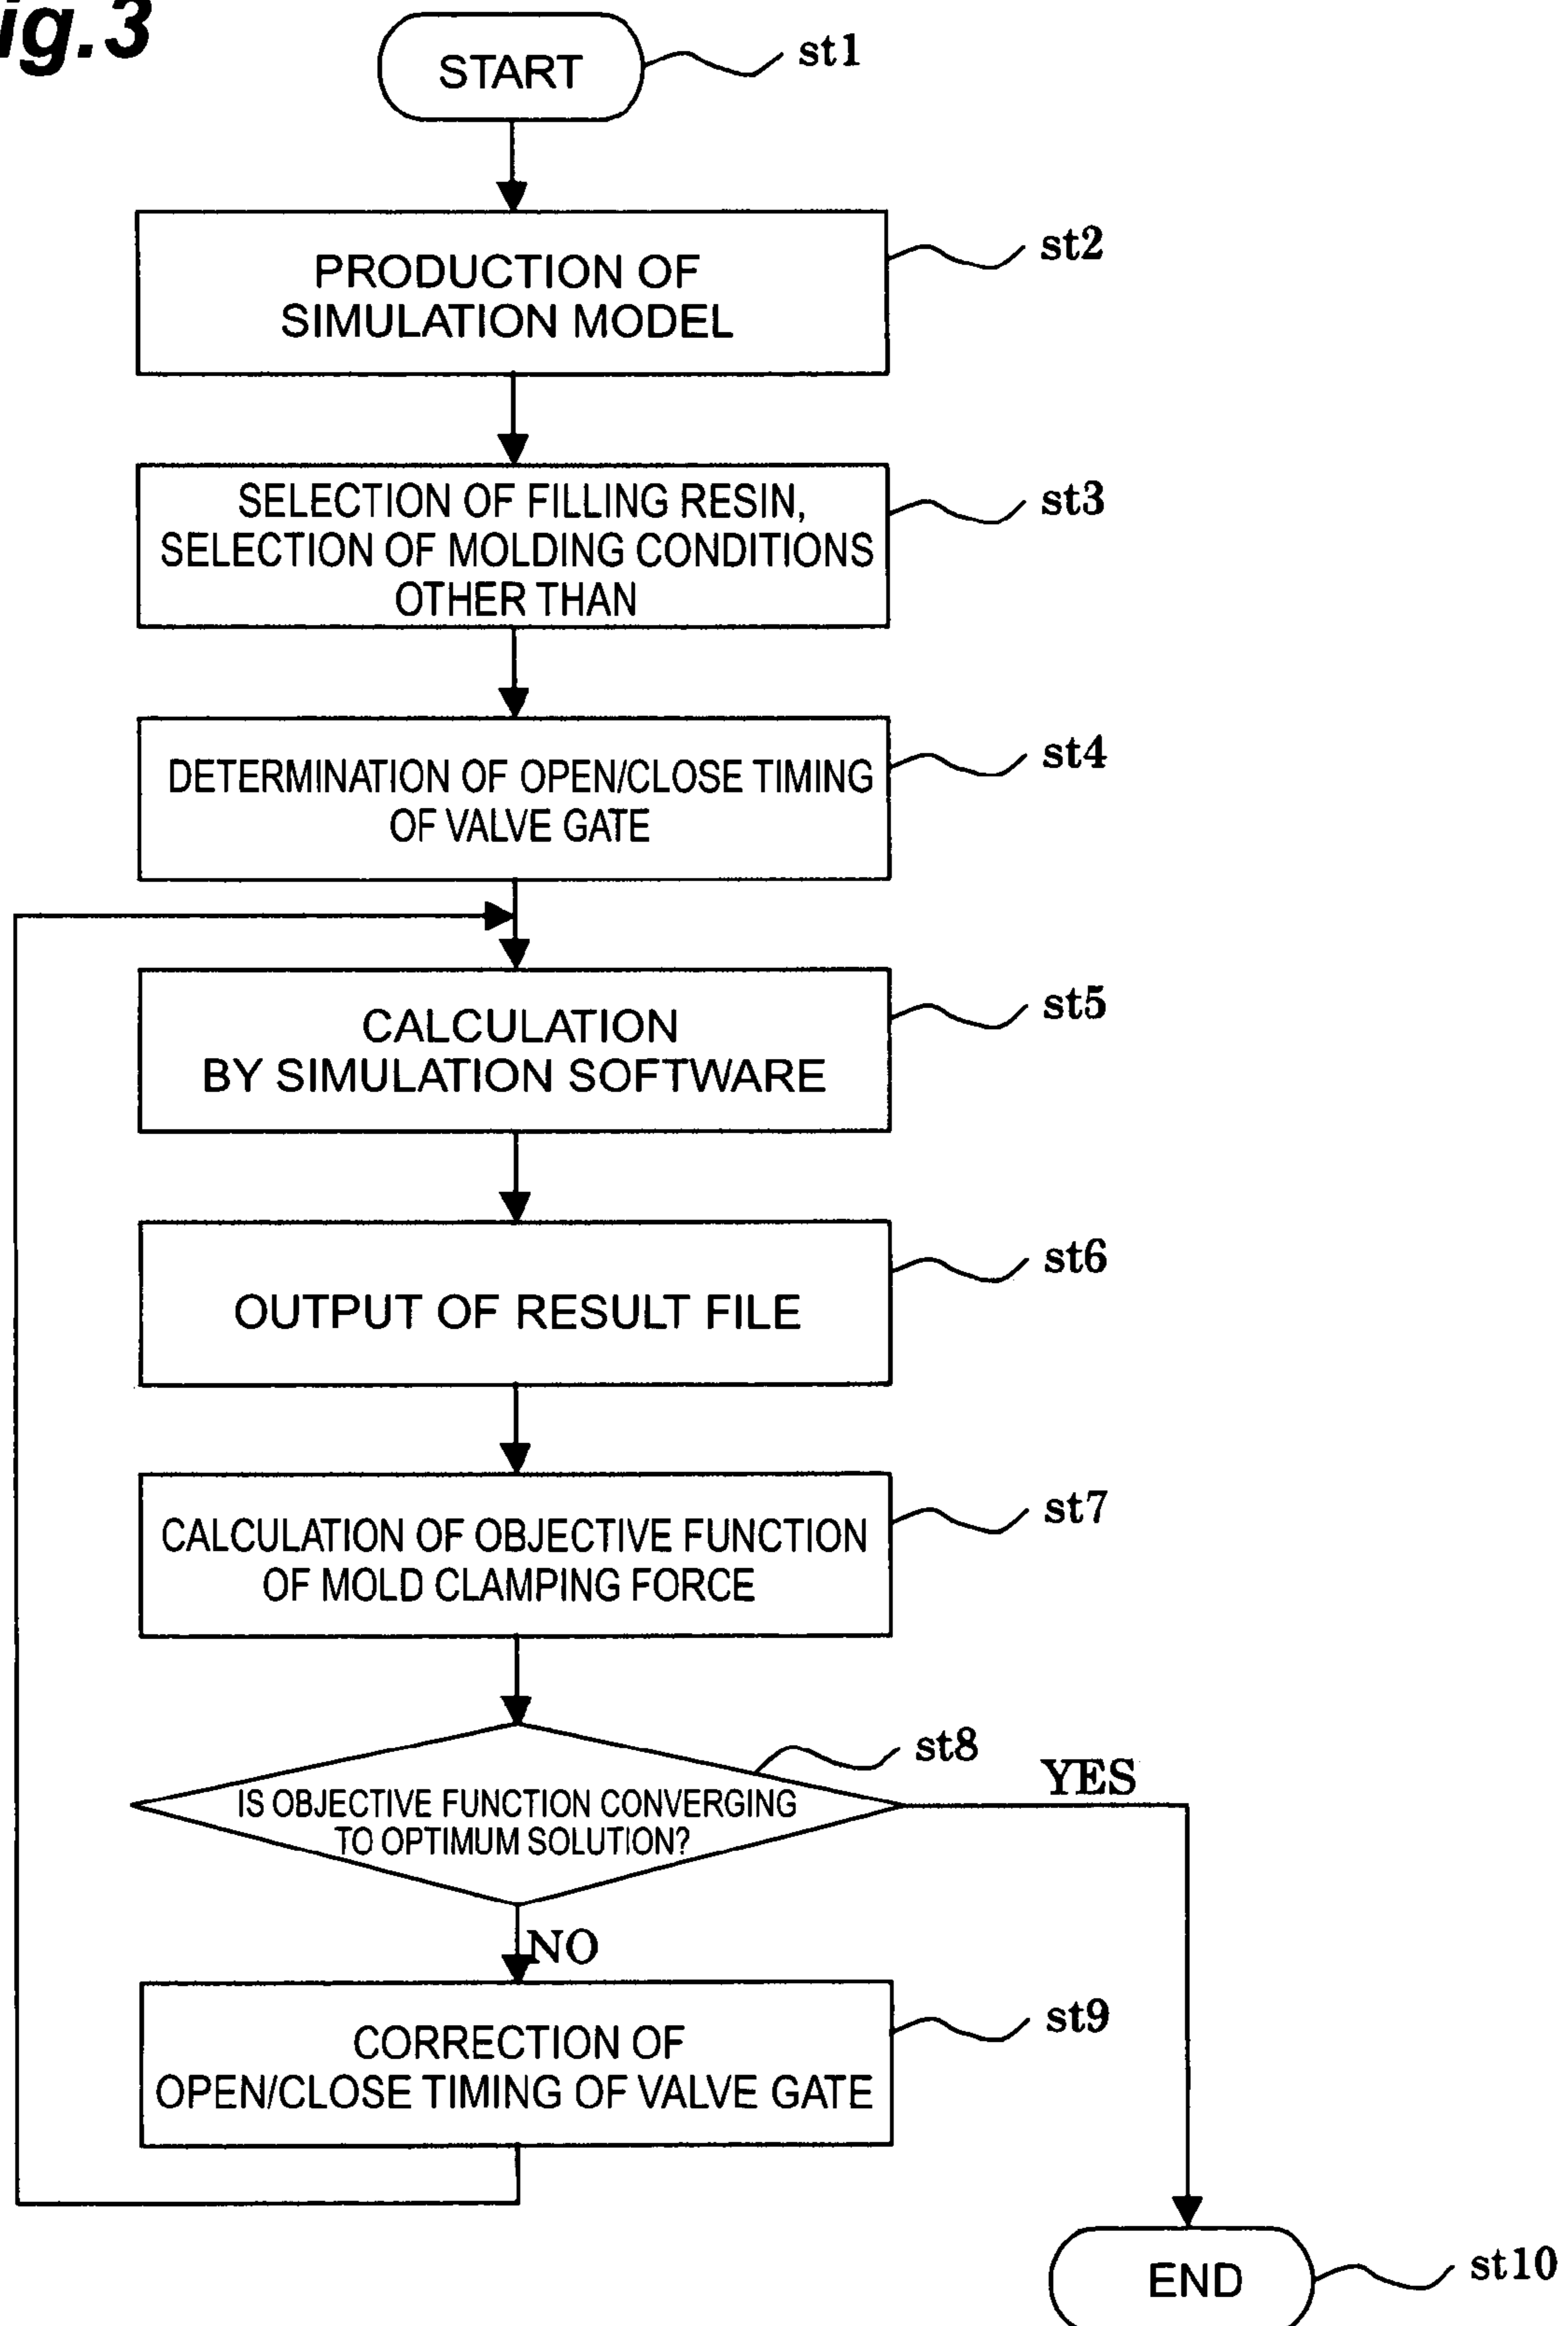 ig.3
START
st1
PRODUCTION OF
SIMULATION MODEL
st2
SELECTION OF FILLING RESIN,
SELECTION OF MOLDING CONDITIONS
OTHER THAN
st3
DETERMINATION OF OPEN/CLOSE TIMING
OF VALVE GATE
st4
CALCULATION
BY SIMULATION SOFTWARE
st5
OUTPUT OF RESULT FILE
st6
CALCULATION OF OBJECTIVE FUNCTION
OF MOLD CLAMPING FORCE
st7
IS OBJECTIVE FUNCTION CONVERGING
TO OPTIMUM SOLUTION?
st8
YES
NO
CORRECTION OF
OPEN/CLOSE TIMING OF VALVE GATE
st9
END
st10